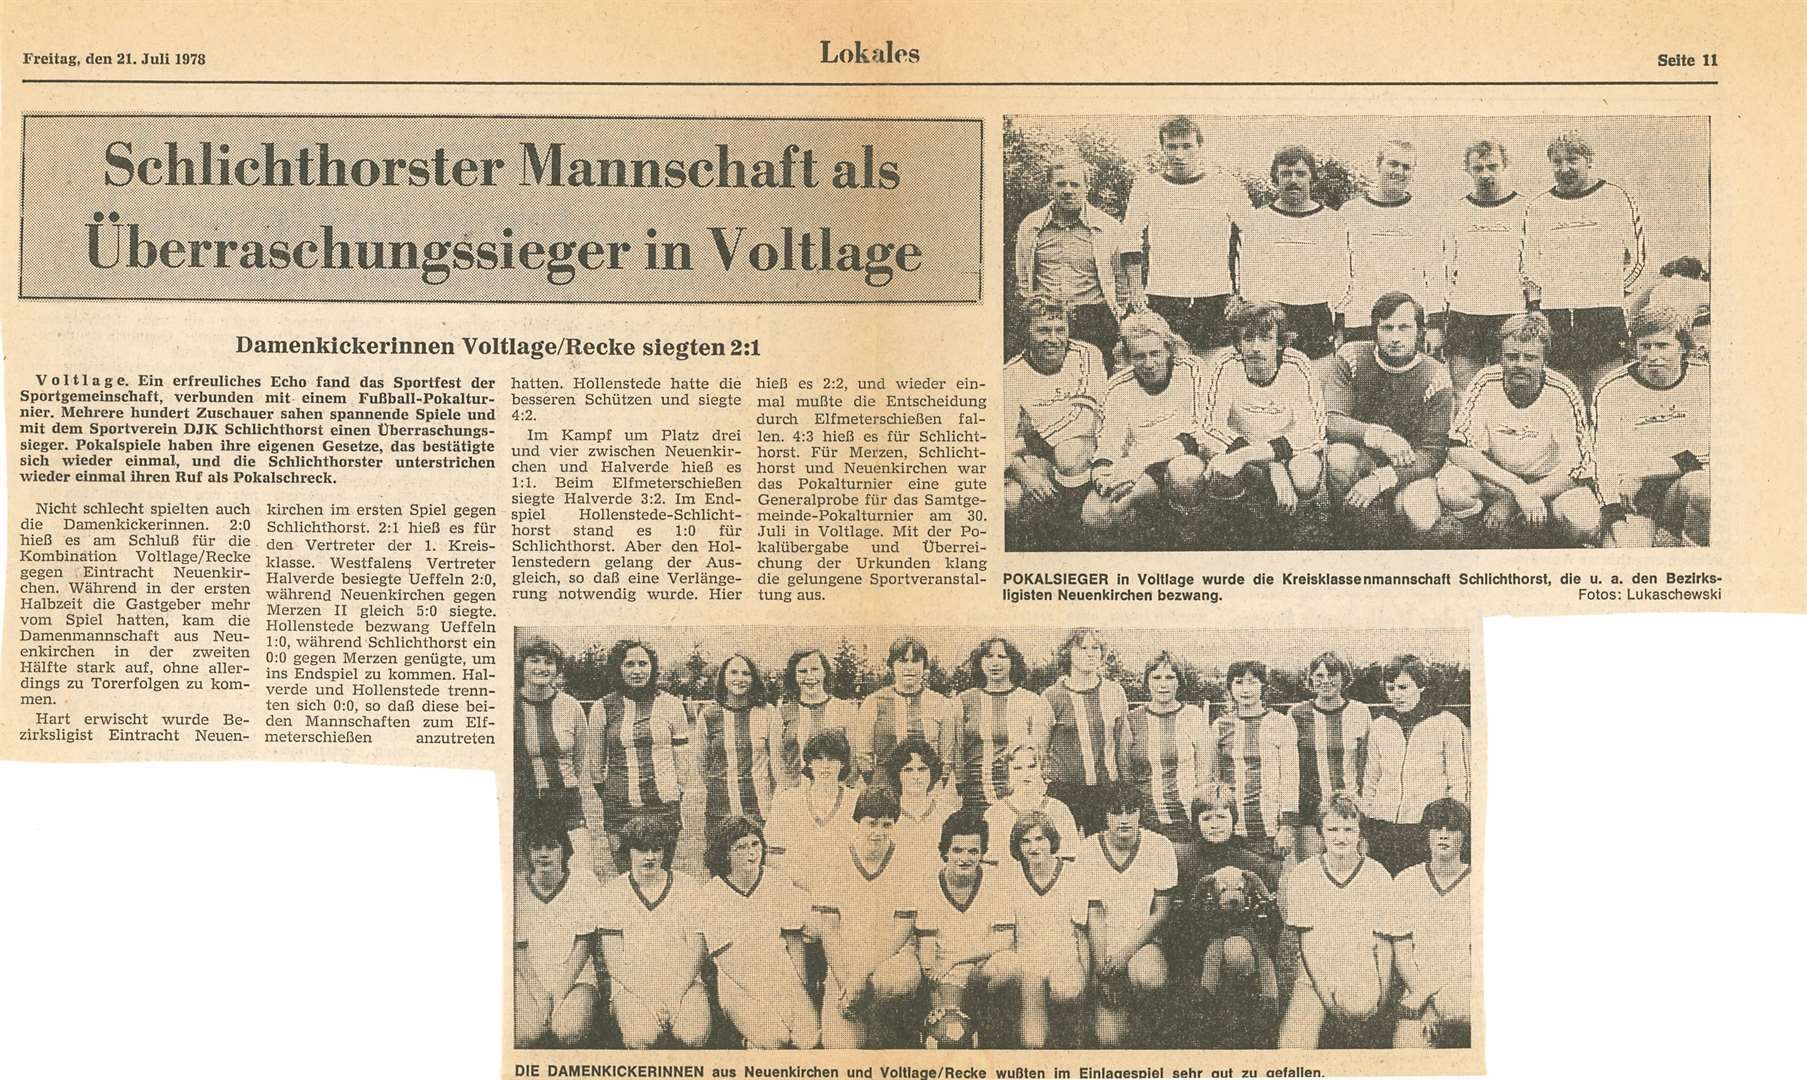 Freitag, den 21. Juli 1978
Lokales
Seite 11
Schlichthorster Mannschaft als
Überraschungssieger in Voltlage
Damenkickerinnen Voltlage/Recke siegten 2:1
Voltlage. Ein erfreuliches Echo fand das Sportfest der
Sportgemeinschaft, verbunden mit einem Fußball-Pokaltur-
nier. Mehrere hundert Zuschauer sahen spannende Spiele und
mit dem Sportverein DJK Schlichthorst einen Überraschungs-
sieger. Pokalspiele haben ihre eigenen Gesetze, das bestätigte
sich wieder einmal, und die Schlichthorster unterstrichen
wieder einmal ihren Ruf als Pokalschreck.
Nicht schlecht spielten auch
die Damenkickerinnen. 2:0
hieß es am Schluß für die
Kombination Voltlage/Recke
gegen Eintracht Neuenkir-
chen. Während in der ersten
Halbzeit die Gastgeber mehr
vom Spiel hatten, kam die
Damenmannschaft aus Neu-
enkirchen in der zweiten
Hälfte stark auf, ohne aller-
dings zu Torerfolgen zu kom-
men.
Hart erwischt wurde Be-
zirksligist Eintracht Neuen-
kirchen im ersten Spiel gegen
Schlichthorst. 2:1 hieß es für
den Vertreter der 1. Kreis-
klasse. Westfalens Vertreter
Halverde besiegte Ueffeln 2:0,
während Neuenkirchen gegen
Merzen II gleich 5:0 siegte.
Hollenstede bezwang Ueffeln
1:0, während Schlichthorst ein
0:0 gegen Merzen genügte, um
ins Endspiel zu kommen. Hal-
verde und Hollenstede trenn-
ten sich 0:0, so daß diese bei-
den Mannschaften zum Elf-
meterschießen anzutreten
hatten. Hollenstede hatte die
besseren Schützen und siegte
4:2.
Im Kampf um Platz drei
und vier zwischen Neuenkir-
chen und Halverde hieß es
1:1. Beim Elfmeterschießen
siegte Halverde 3:2. Im End-
spiel Hollenstede-Schlicht-
horst stand es 1:0 für
Schlichthorst. Aber den Hol-
lenstedern gelang der Aus-
gleich, so daß eine Verlänge-
rung notwendig wurde. Hier
hieß es 2:2, und wieder ein-
mal mußte die Entscheidung
durch Elfmeterschießen fal-
len. 4:3 hieß es für Schlicht-
horst. Für Merzen, Schlicht-
horst und Neuenkirchen war
das Pokalturnier eine gute
Generalprobe für das Samtge-
meinde-Pokalturnier am 30.
Juli in Voltlage. Mit der Po-
kalübergabe und Überrei-
chung der Urkunden klang
die gelungene Sportveranstal-
tung aus.
POKALSIEGER in Voltlage wurde die Kreisklassenmannschaft Schlichthorst, die u. a. den Bezirks-
ligisten Neuenkirchen bezwang.
Fotos: Lukaschewski
DIE DAMENKICKERINNEN aus Neuenkirchen und Voltlage/Recke wußten im Einlagespiel sehr gut zu gefallen.